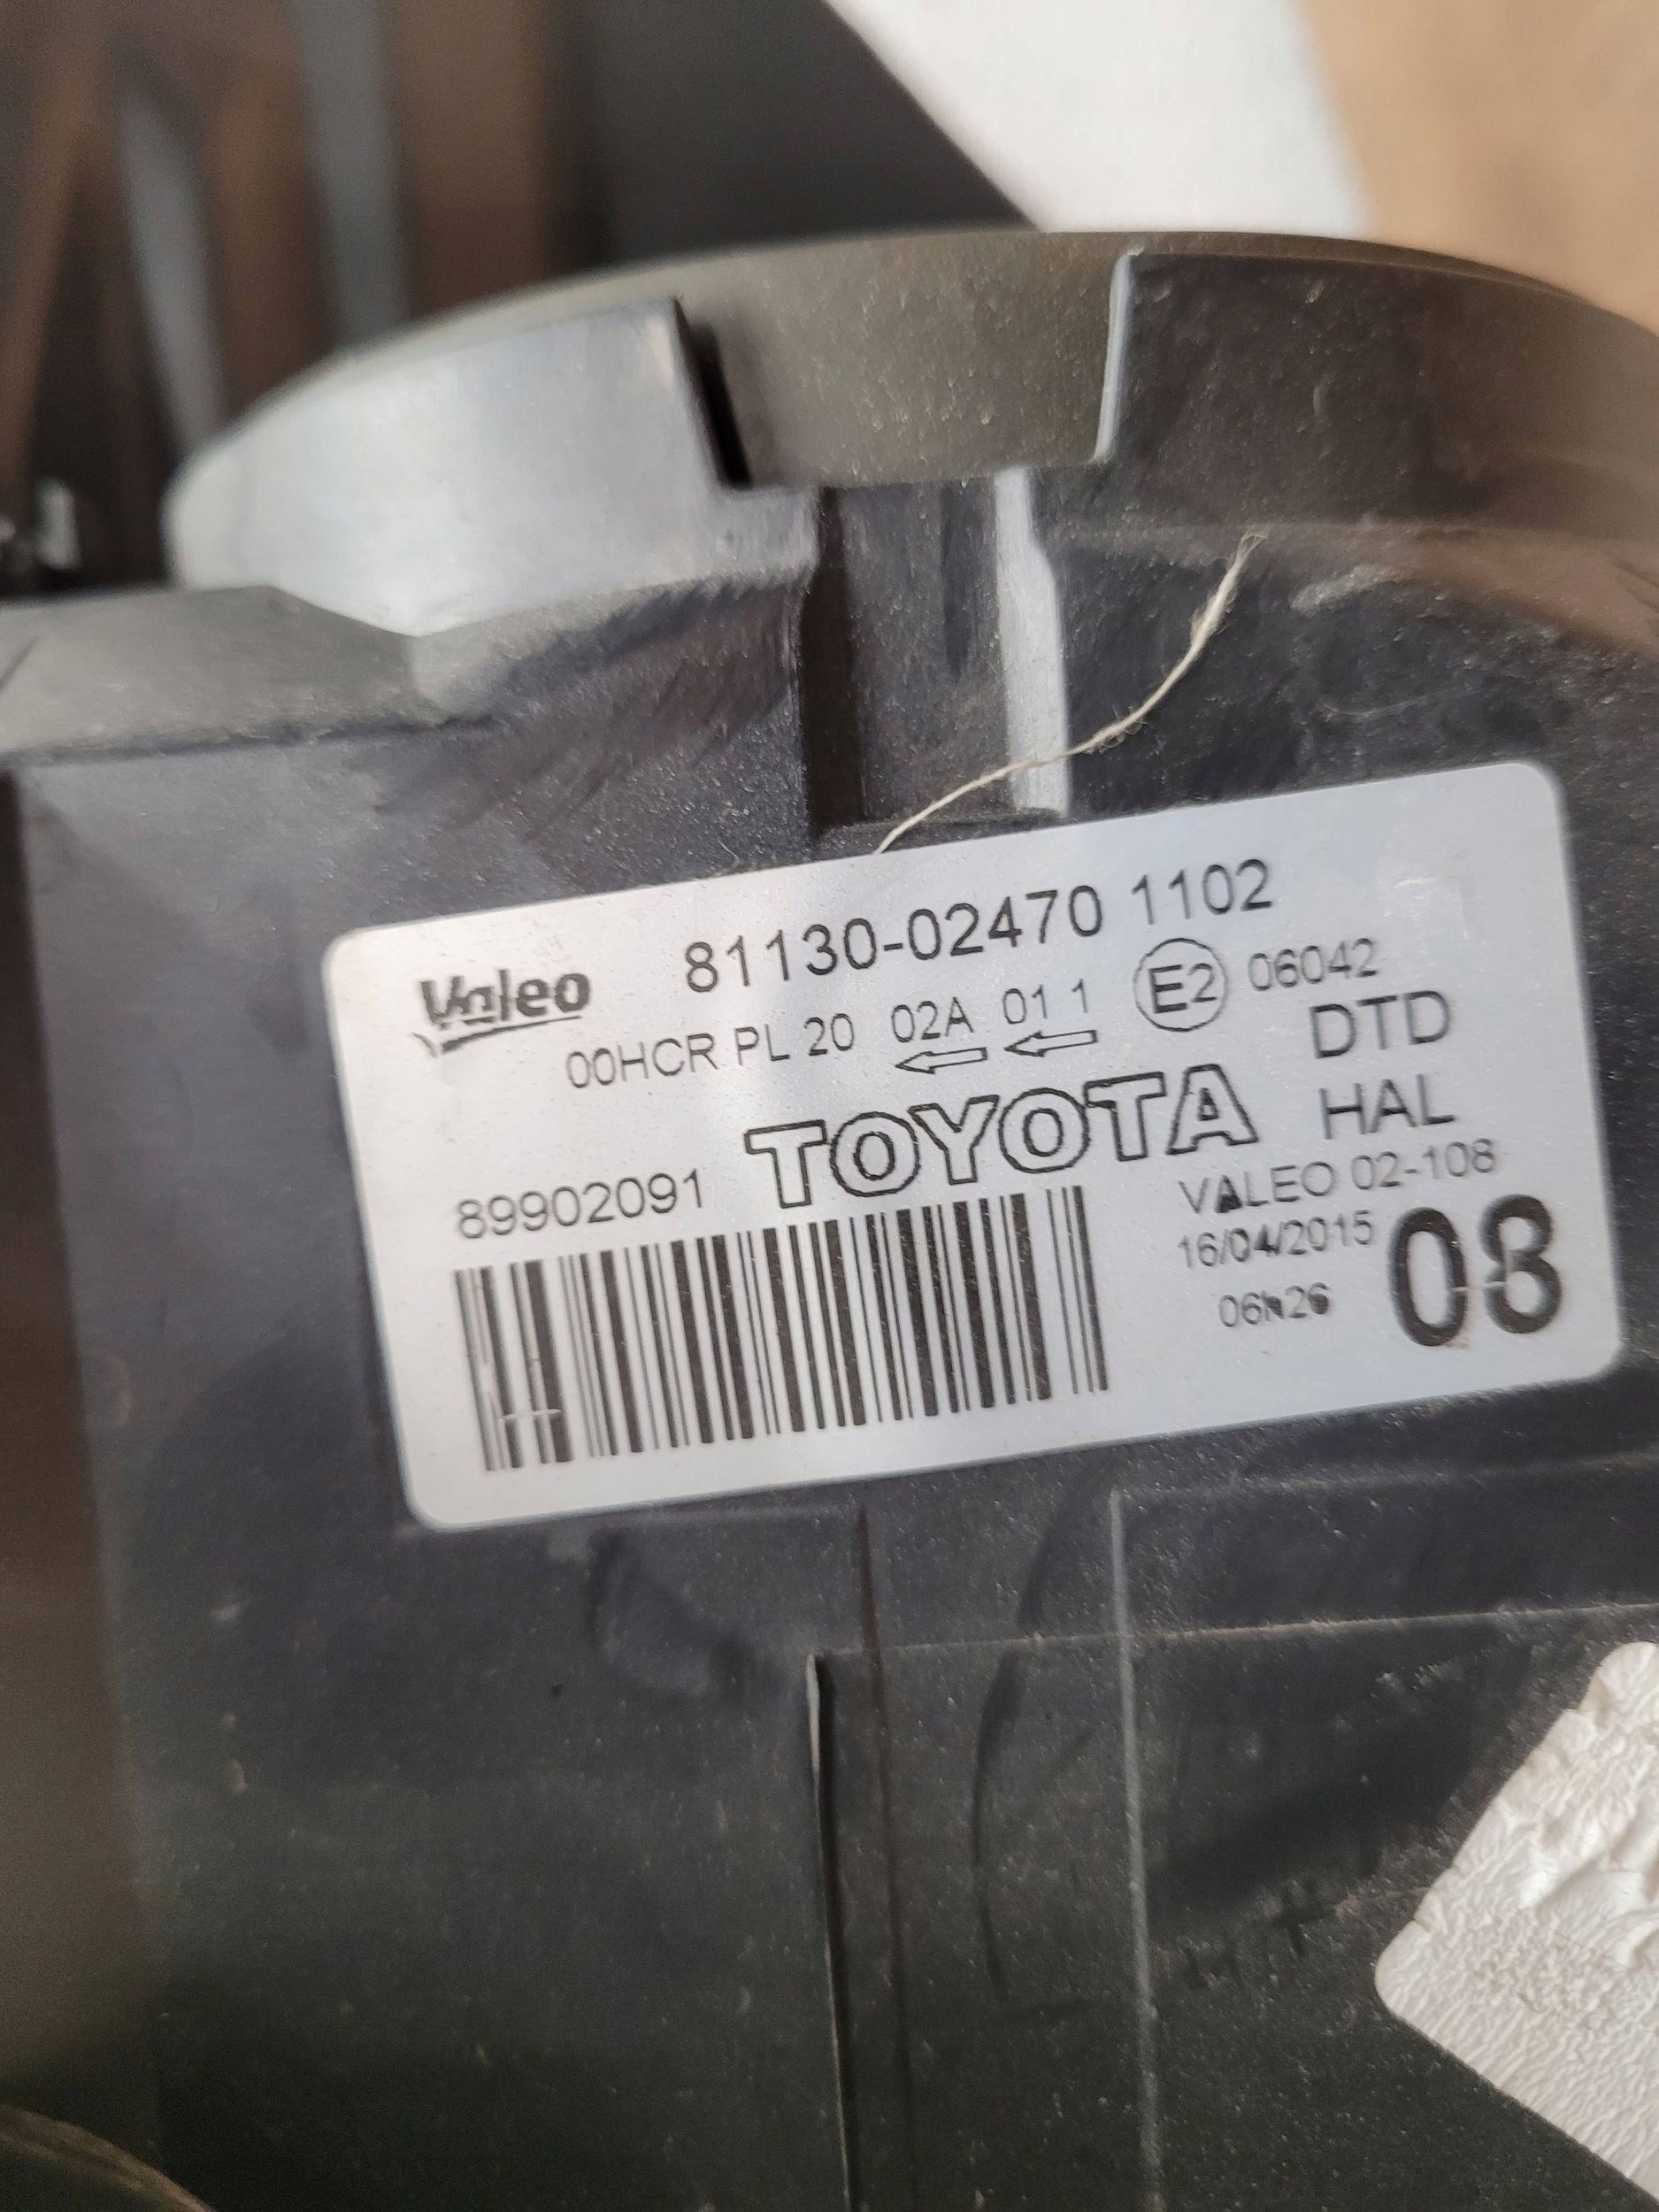 81130-02470 1102
Valeo
00HCR PL 20 02A 01 1 E2 06042
DTD
TOYOTA HAL
89902091
VALEO 02-108
16/04/2015
06h26
08